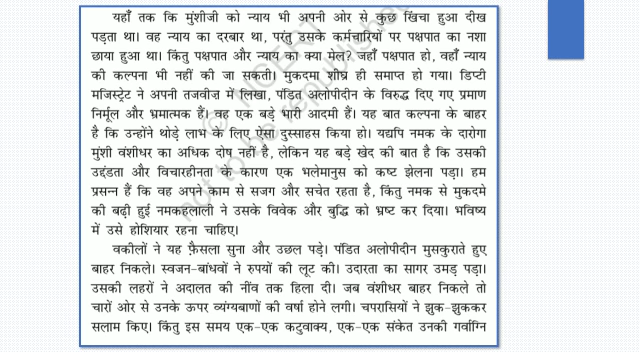 यहाँ तक कि मुंशीजी को न्याय भी अपनी ओर से कुछ खिंचा हुआ दीख
पड़ता था। वह न्याय का दरबार था, परंतु उसके कर्मचारियों पर पक्षपात का नशा
छाया हुआ था। किंतु पक्षपात और न्याय का क्या मेल? जहाँ पक्षपात हो, वहाँ न्याय
की कल्पना भी नहीं की जा सकती। मुकदमा शीघ्र ही समाप्त हो गया। डिप्टी
मजिस्ट्रेट ने अपनी तजवीज़ में लिखा, पंडित अलोपीदीन के विरुद्ध दिए गए प्रमाण
निर्मूल और भ्रमात्मक हैं। वह एक बड़े भारी आदमी हैं। यह बात कल्पना के बाहर
है कि उन्होंने थोड़े लाभ के लिए ऐसा दुस्साहस किया हो। यद्यपि नमक के दारोगा
मुंशी वंशीधर का अधिक दोष नहीं है, लेकिन यह बड़े खेद की बात है कि उसकी
उद्दंडता और विचारहीनता के कारण एक भलेमानुस को कष्ट झेलना पड़ा। हम
प्रसन्न हैं कि वह अपने काम से सजग और सचेत रहता है, किंतु नमक से मुकदमे
की बढ़ी हुई नमकहलाली ने उसके विवेक और बुद्धि को भ्रष्ट कर दिया। भविष्य
में उसे होशियार रहना चाहिए।
वकीलों ने यह फ़ैसला सुना और उछल पड़े। पंडित अलोपीदीन मुसकुराते हुए
बाहर निकले। स्वजन-बांधवों ने रुपयों की लूट की। उदारता का सागर उमड़ पड़ा।
उसकी लहरों ने अदालत की नींव तक हिला दी। जब वंशीधर बाहर निकले तो
चारों ओर से उनके ऊपर व्यंग्यबाणों की वर्षा होने लगी। चपरासियों ने झुक-झुककर
सलाम किए। किंतु इस समय एक-एक कटुवाक्य, एक-एक संकेत उनकी गर्वाग्नि
© NCERT
not to be republished